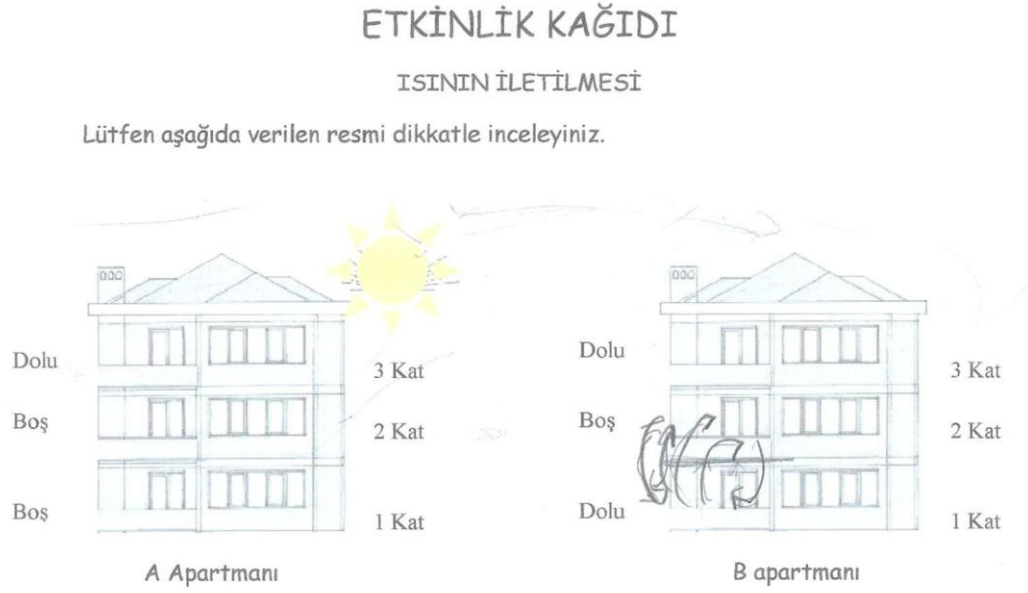 ETKİNLİK KAĞIDI
ISININ İLETİLMESİ
Lütfen aşağıda verilen resmi dikkatle inceleyiniz.
Dolu
3 Kat
Boş
2 Kat
Boş
1 Kat
A Apartmanı
Dolu
3 Kat
Boş
2 Kat
Dolu
1 Kat
B apartmanı